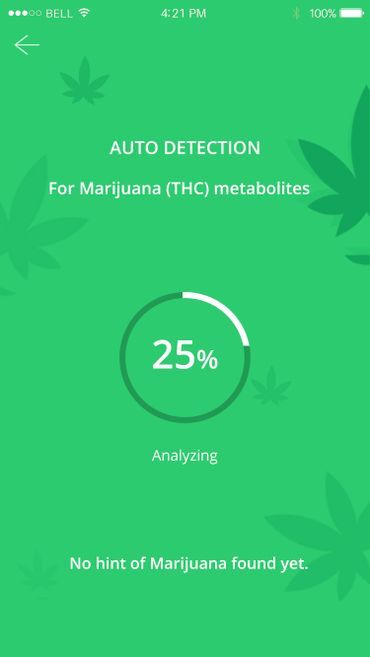 BELL 4:21 PM 100%
AUTO DETECTION
For Marijuana (THC) metabolites
25%
Analyzing
No hint of Marijuana found yet.